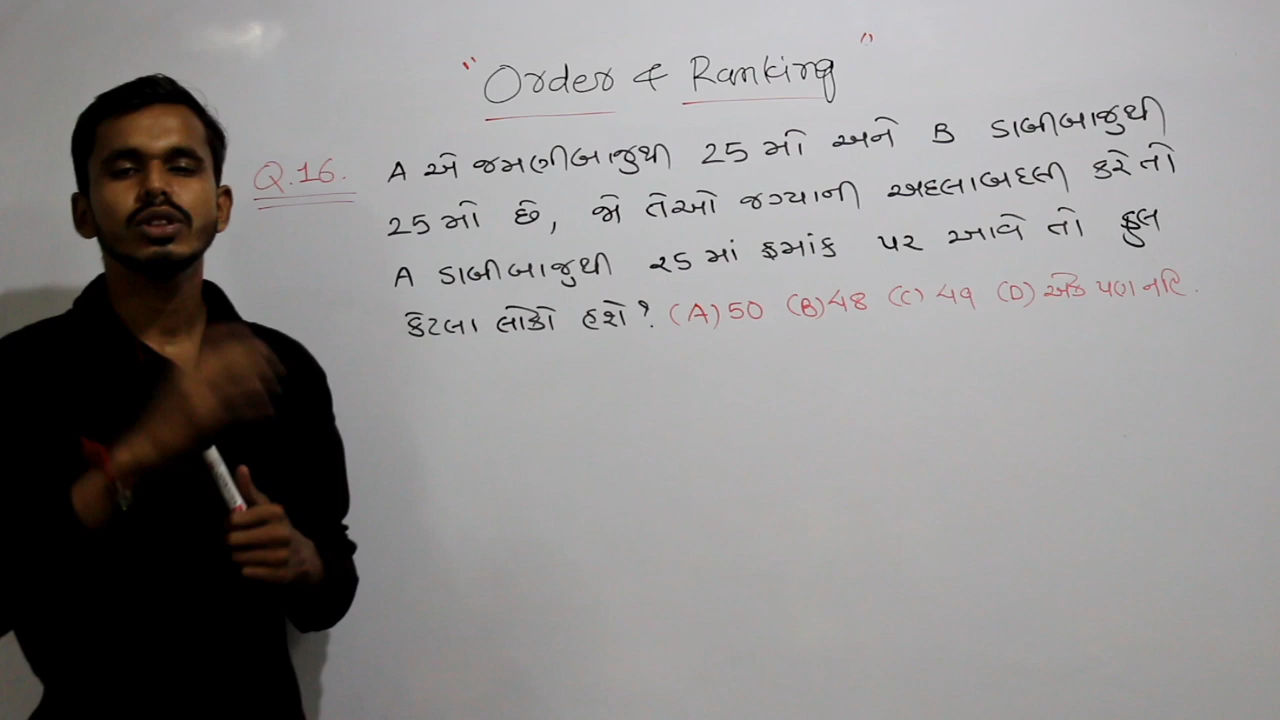 "Order & Ranking"
Q.16. A એ જમણીબાજુથી 25 મો અને B ડાબીબાજુથી
25 મો છે, જો તેઓ જગ્યાની અદલાબદલી કરે તો
A ડાબીબાજુથી ૨5 માં ક્રમાંક પર આવે તો કુલ
કેટલા લોકો હશે? (A) 50 (B) 48 (C) 49 (D) એક પણ નહિ.